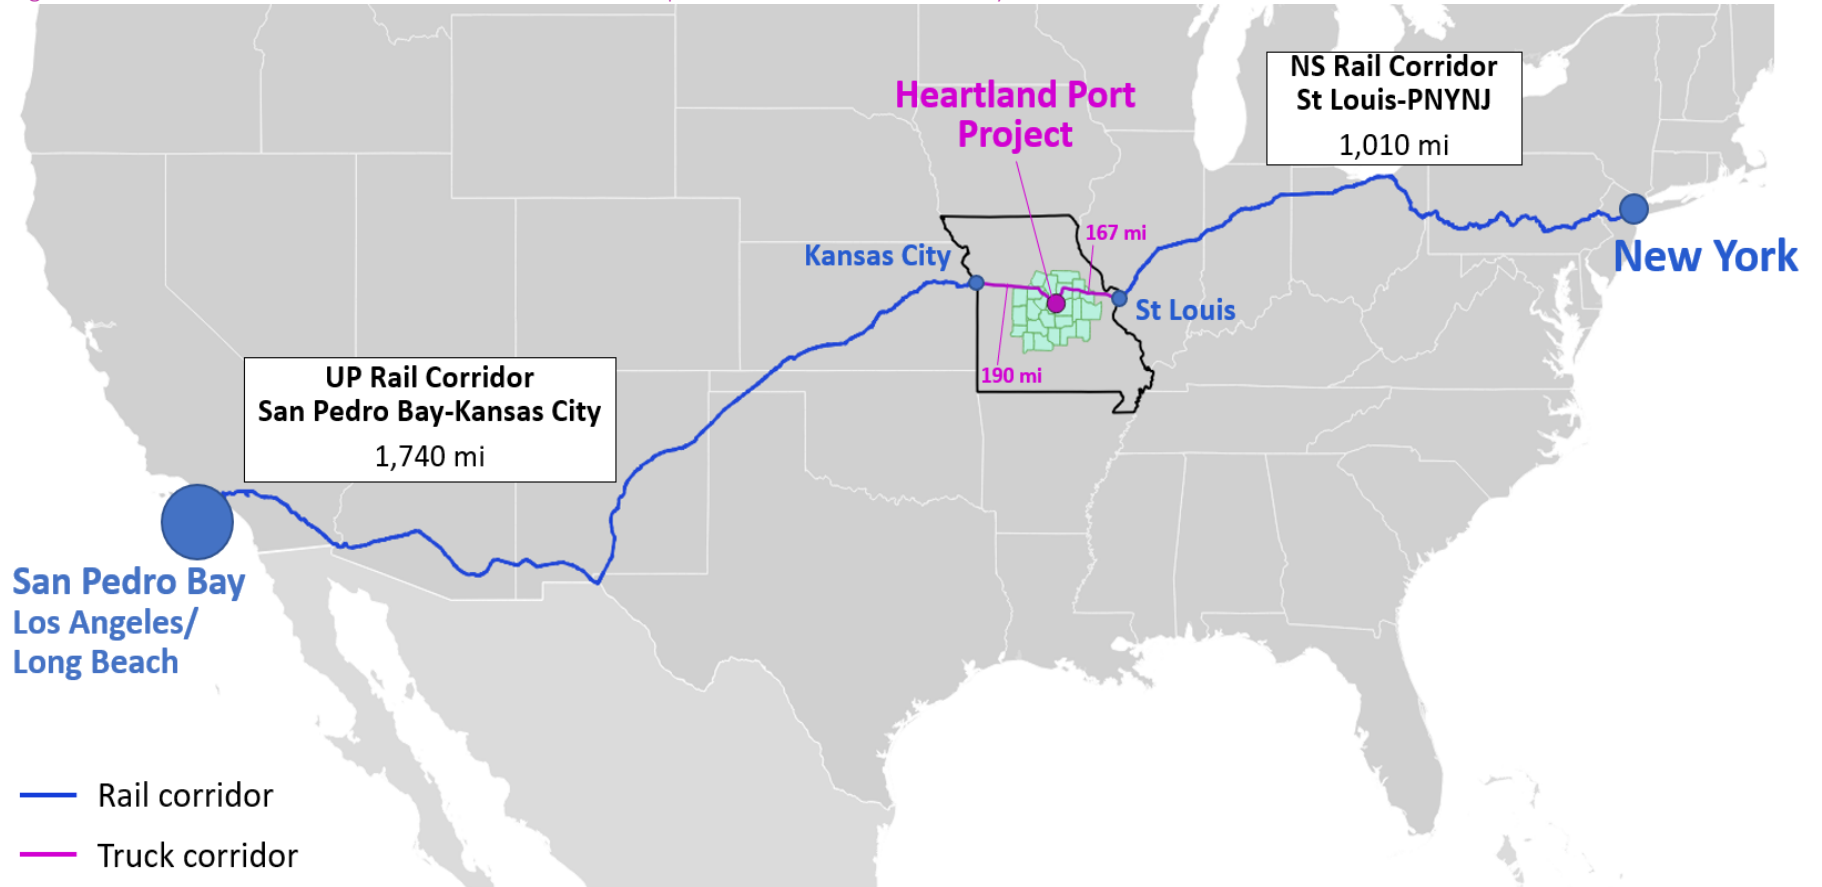 Heartland Port
Project
NS Rail Corridor
St Louis-PNYNJ
1,010 mi
167 mi
Kansas City
New York
St Louis
190 mi
UP Rail Corridor
San Pedro Bay-Kansas City
1,740 mi
San Pedro Bay
Los Angeles/
Long Beach
Rail corridor
Truck corridor